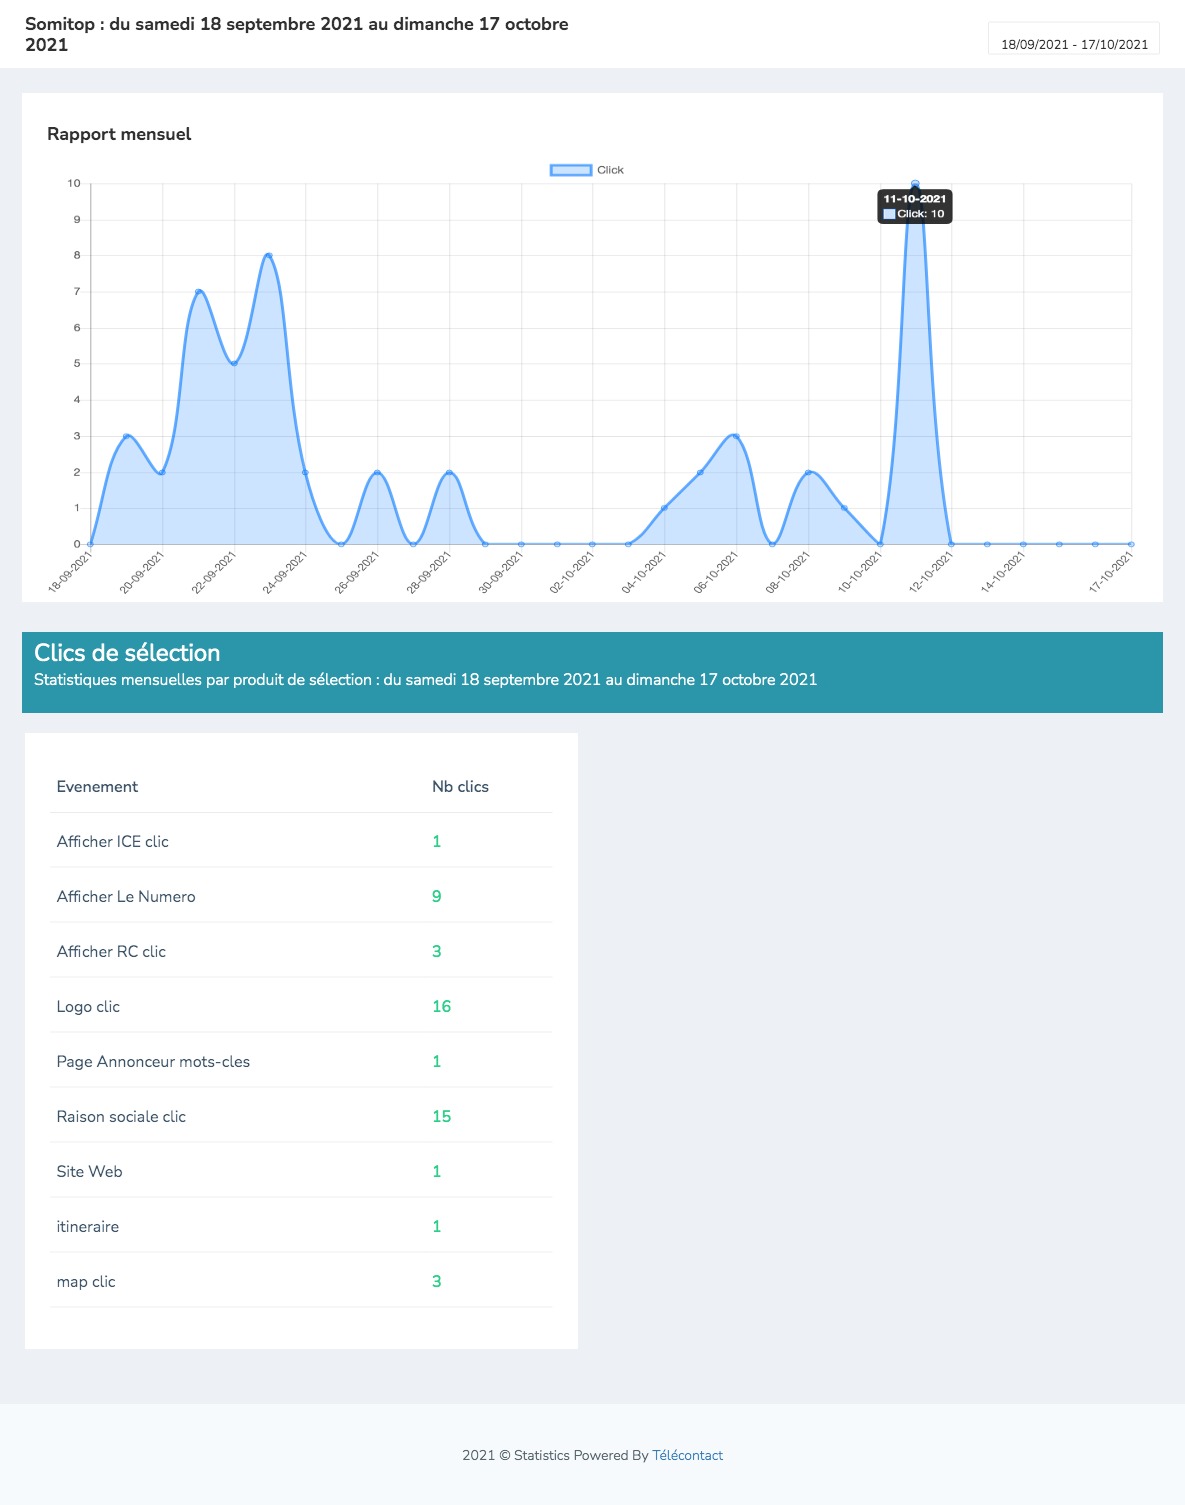 Somitop : du samedi 18 septembre 2021 au dimanche 17 octobre
2021
18/09/2021 - 17/10/2021
Rapport mensuel
Click
10
11-10-2021
Click: 10
9
8
7
6
5
4
3
2
1
0
18-09-2021
20-09-2021
22-09-2021
24-09-2021
26-09-2021
28-09-2021
30-09-2021
02-10-2021
04-10-2021
06-10-2021
08-10-2021
10-10-2021
12-10-2021
14-10-2021
17-10-2021
Clics de sélection
Statistiques mensuelles par produit de sélection : du samedi 18 septembre 2021 au dimanche 17 octobre 2021
Evenement Nb clics
Afficher ICE clic 1
Afficher Le Numero 9
Afficher RC clic 3
Logo clic 16
Page Annonceur mots-cles 1
Raison sociale clic 15
Site Web 1
itineraire 1
map clic 3
2021 © Statistics Powered By Télécontact